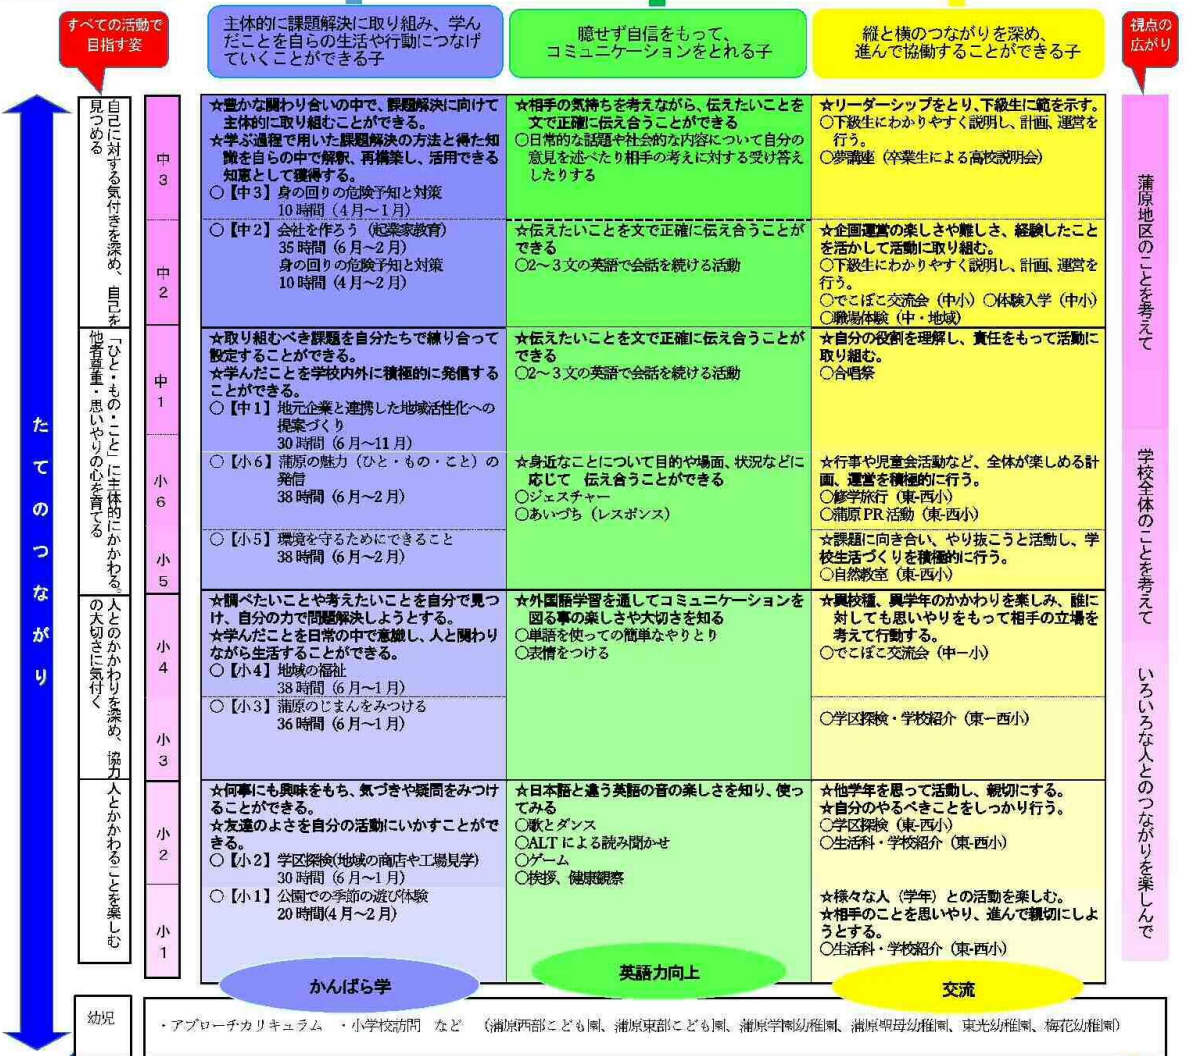 すべての活動で
目指す姿
主体的に課題解決に取り組み、学ん
だことを自らの生活や行動につなげ
ていくことができる子
臆せず自信をもって、
コミュニケーションをとれる子
縦と横のつながりを深め、
進んで協働することができる子
視点の
広がり
たてのつながり
自己に対する気付きを深め、自己を
見つめる
「ひと・もの・こと」に主体的にかかわる。
他者尊重・思いやりの心を育てる
人とのかかわりを深め、協力
の大切さに気付く
人とかかわることを楽しむ
中3
中2
中1
小6
小5
小4
小3
小2
小1
☆豊かな関わり合いの中で、課題解決に向けて
主体的に取り組むことができる。
☆学ぶ過程で用いた課題解決の方法と得た知
識を自らの中で解釈、再構築し、活用できる
知恵として獲得する。
○【中3】身の回りの危険予知と対策
10時間（4月～1月）
○【中2】会社を作ろう（起業家教育）
35時間（6月～2月）
身の回りの危険予知と対策
10時間（4月～2月）
☆取り組むべき課題を自分たちで練り合って
設定することができる。
☆学んだことを学校内外に積極的に発信する
ことができる。
○【中1】地元企業と連携した地域活性化への
提案づくり
30時間（6月～11月）
○【小6】蒲原の魅力（ひと・もの・こと）の
発信
38時間（6月～2月）
○【小5】環境を守るためにできること
38時間（6月～2月）
☆調べたいことや考えたいことを自分で見つ
け、自分の力で問題解決しようとする。
☆学んだことを日常の中で意識し、人と関わり
ながら生活することができる。
○【小4】地域の福祉
38時間（6月～1月）
○【小3】蒲原のじまんをみつける
36時間（6月～1月）
☆何事にも興味をもち、気づきや疑問をみつけ
ることができる。
☆友達のよさを自分の活動にいかすことがで
きる。
○【小2】学区探検(地域の商店や工場見学)
30時間（6月～1月）
○【小1】公園での季節の遊び体験
20時間(4月～2月)
かんばら学
☆相手の気持ちを考えながら、伝えたいことを
文で正確に伝え合うことができる
○日常的な話題や社会的な内容について自分の
意見を述べたり相手の考えに対する受け答え
したりする
☆伝えたいことを文で正確に伝え合うことが
できる
○2～3文の英語で会話を続ける活動
☆伝えたいことを文で正確に伝え合うことが
できる
○2～3文の英語で会話を続ける活動
☆身近なことについて目的や場面、状況などに
応じて　伝え合うことができる
○ジェスチャー
○あいづち（レスポンス）
☆外国語学習を通してコミュニケーションを
図る事の楽しさや大切さを知る
○単語を使っての簡単なやりとり
○表情をつける
☆日本語と違う英語の音の楽しさを知り、使っ
てみる
○歌とダンス
○ALTによる読み聞かせ
○ゲーム
○挨拶、健康観察
英語力向上
☆リーダーシップをとり、下級生に範を示す。
○下級生にわかりやすく説明し、計画、運営を
行う。
○夢講座（卒業生による高校説明会）
☆企画運営の楽しさや難しさ、経験したこと
を活かして活動に取り組む。
○下級生にわかりやすく説明し、計画、運営を
行う。
○でこぼこ交流会（中小）○体験入学（中小）
○職場体験（中・地域）
☆自分の役割を理解し、責任をもって活動に
取り組む。
○合唱祭
☆行事や児童会活動など、全体が楽しめる計
画、運営を積極的に行う。
○修学旅行（東-西小）
○蒲原PR活動（東-西小）
☆課題に向き合い、やり抜こうと活動し、学
校生活づくりを積極的に行う。
○自然教室（東-西小）
☆異校種、異学年のかかわりを楽しみ、誰に
対しても思いやりをもって相手の立場を
考えて行動する。
○でこぼこ交流会（中ー小）
○学区探検・学校紹介（東ー西小）
☆他学年を思って活動し、親切にする。
☆自分のやるべきことをしっかり行う。
○学区探検（東-西小）
○生活科・学校紹介（東-西小）
☆様々な人（学年）との活動を楽しむ。
☆相手のことを思いやり、進んで親切にしよ
うとする。
○生活科・学校紹介（東-西小）
交流
蒲原地区のことを考えて
学校全体のことを考えて
いろいろな人とのつながりを楽しんで
幼児
・アプローチカリキュラム　・小学校訪問　など　（蒲原西部こども園、蒲原東部こども園、蒲原学園幼稚園、蒲原聖母幼稚園、東光幼稚園、梅花幼稚園）